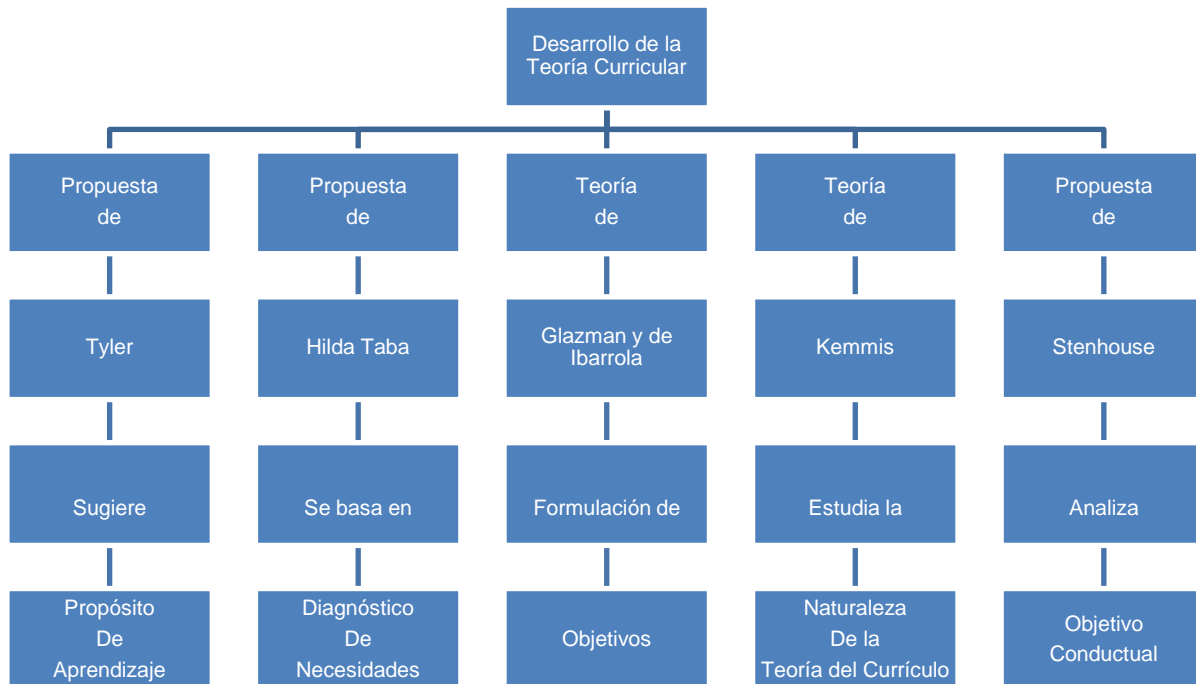 Desarrollo de la
Teoría Curricular
Propuesta
de
Propuesta
de
Teoría
de
Teoría
de
Propuesta
de
Tyler
Hilda Taba
Glazman y de
Ibarrola
Kemmis
Stenhouse
Sugiere
Se basa en
Formulación de
Estudia la
Analiza
Propósito
De
Aprendizaje
Diagnóstico
De
Necesidades
Objetivos
Naturaleza
De la
Teoría del Currículo
Objetivo
Conductual